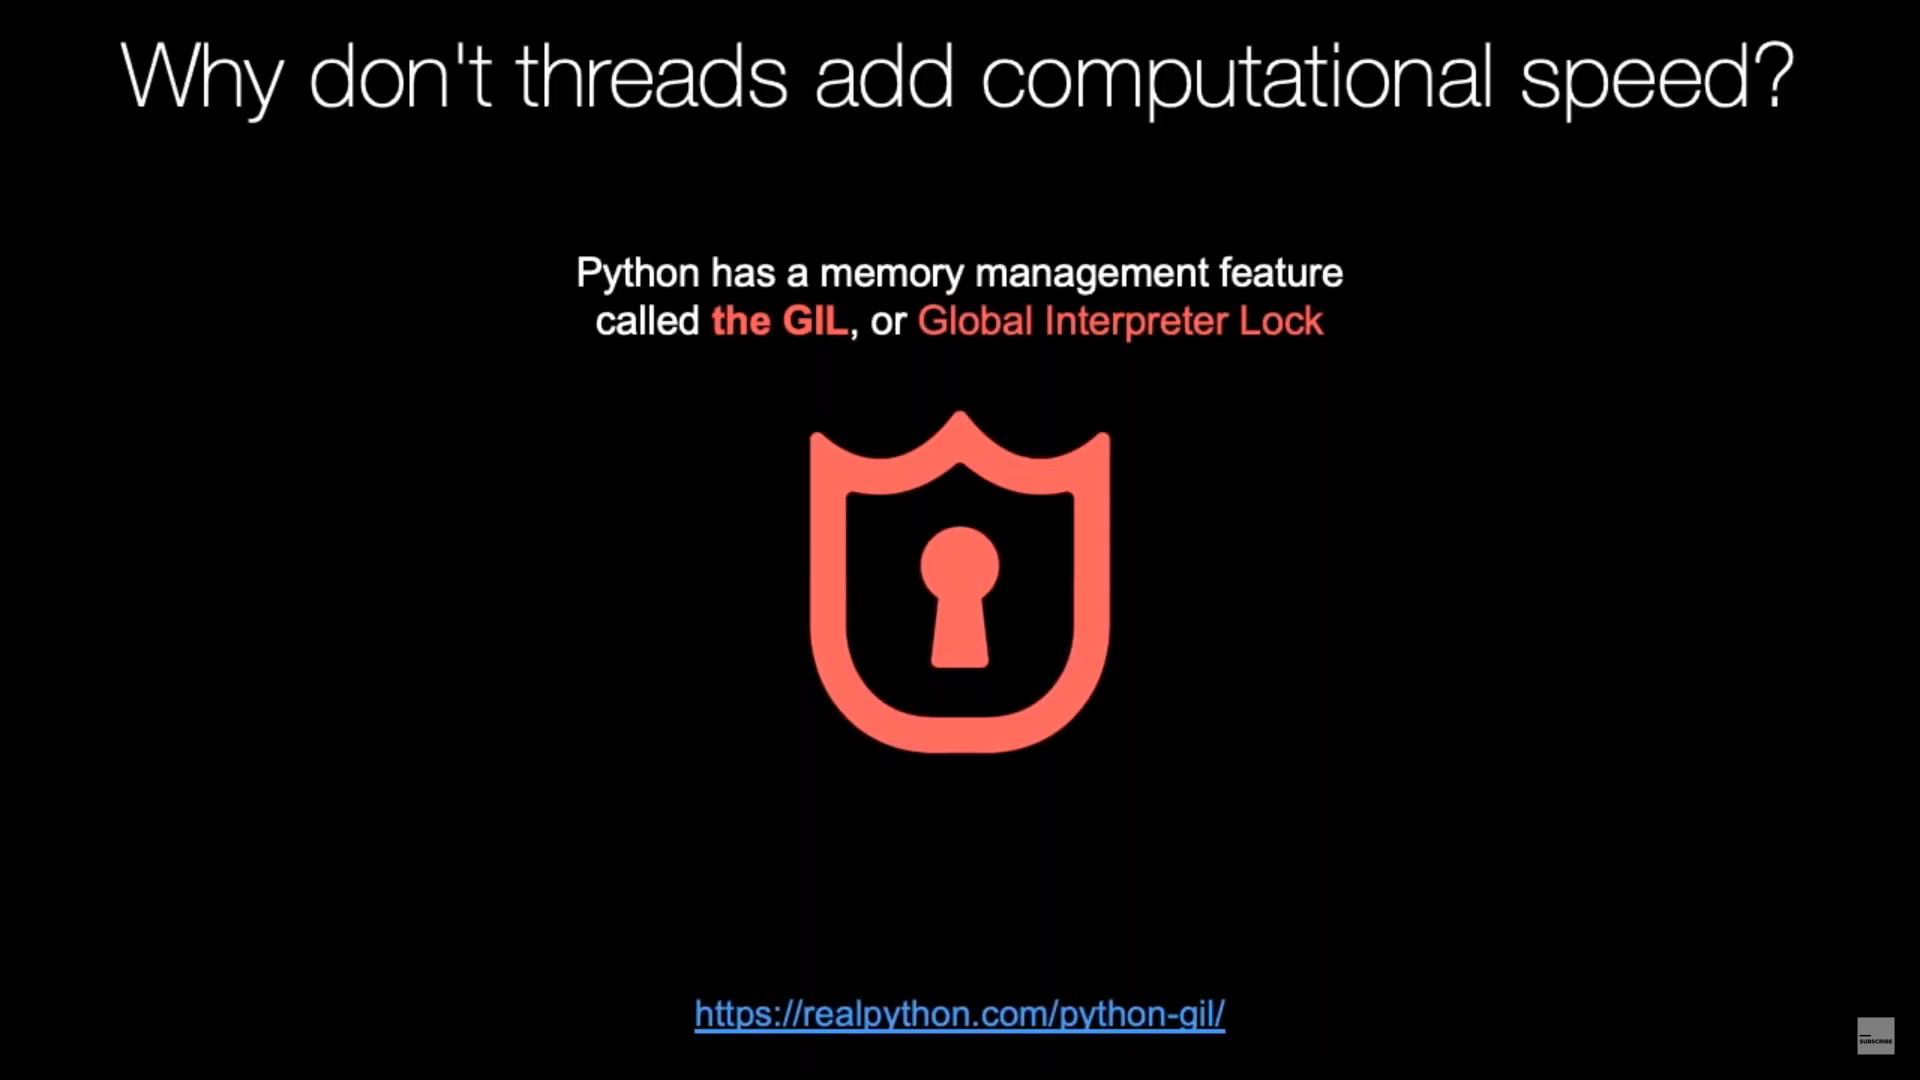 Why don't threads add computational speed?
Python has a memory management feature
called the GIL, or Global Interpreter Lock
https://realpython.com/python-gil/
SUBSCRIBE